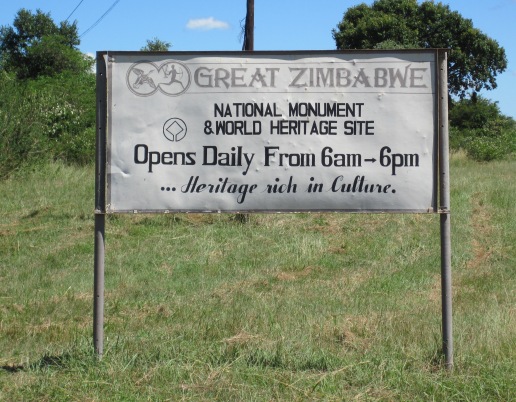 GREAT ZIMBABWE
NATIONAL MONUMENT
& WORLD HERITAGE SITE
Opens Daily From 6am→6pm
... Heritage rich in Culture.